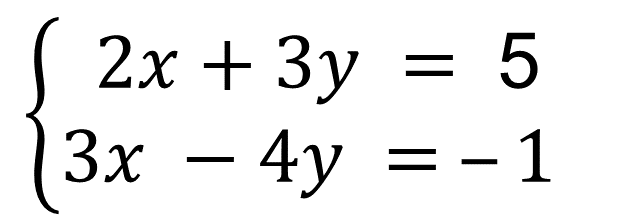 2x + 3y = 5
3x − 4y = − 1